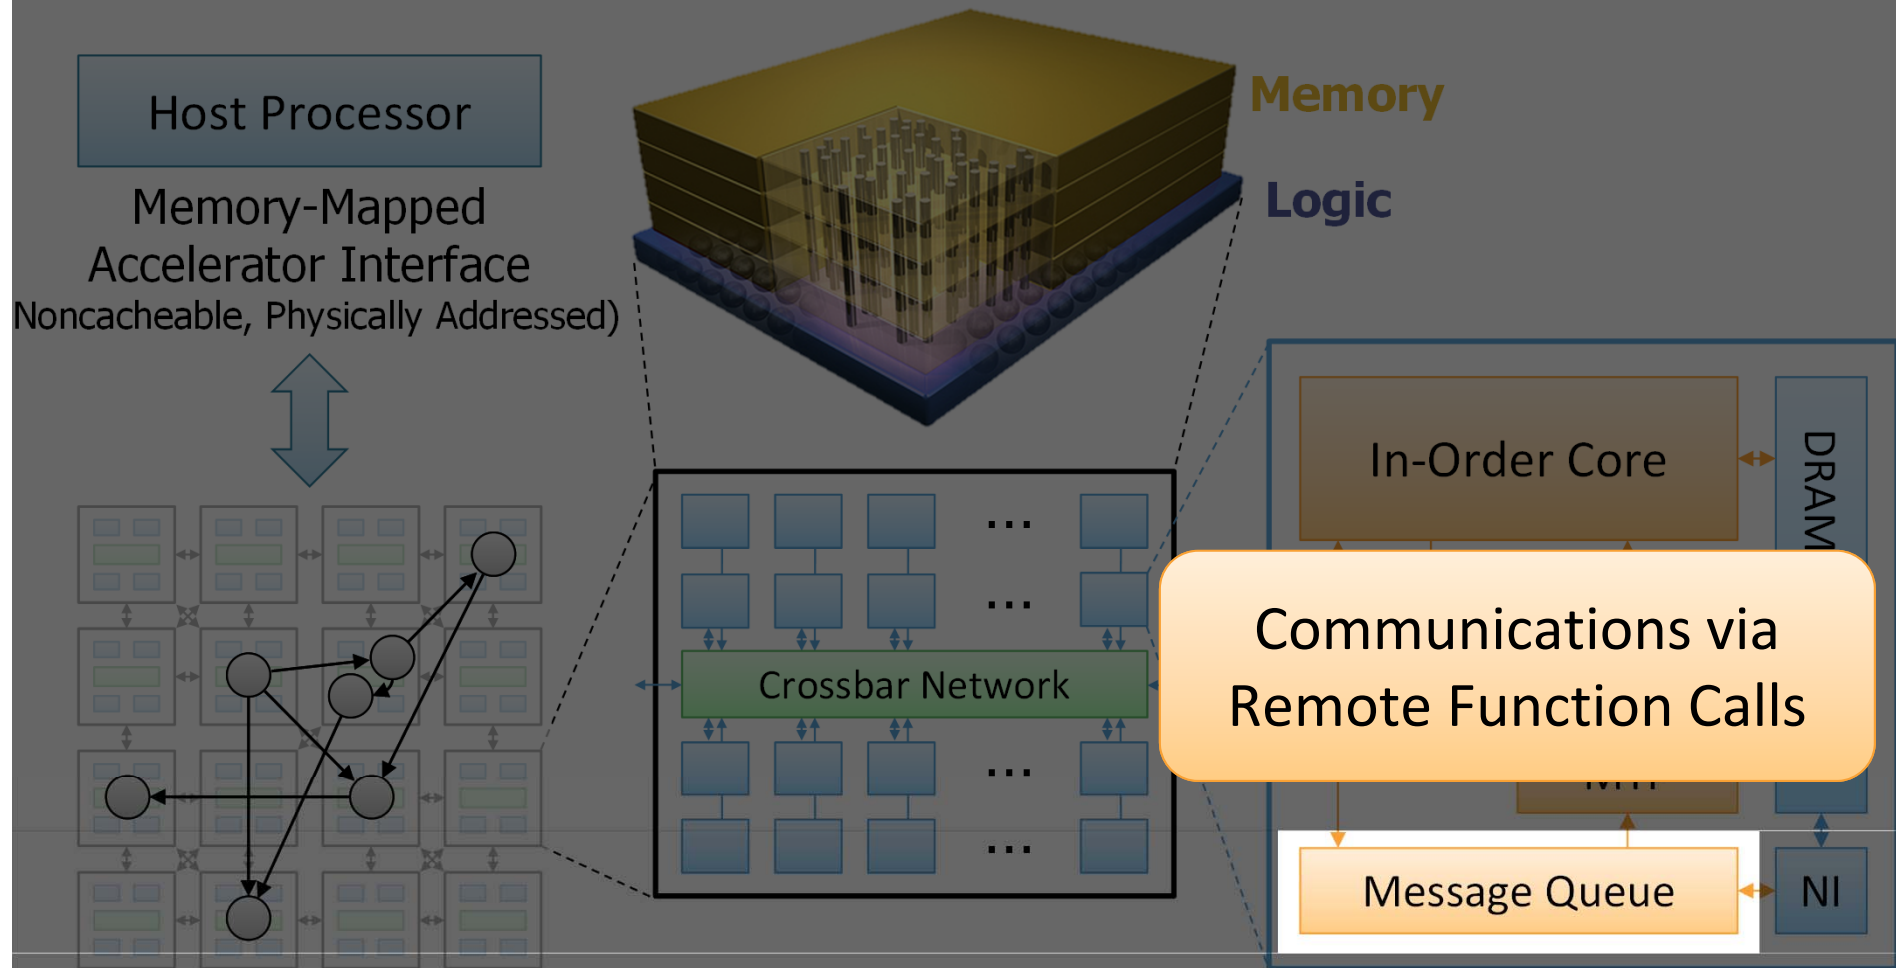 Host Processor
Memory-Mapped
Accelerator Interface
Noncacheable, Physically Addressed)
Memory
Logic
...
...
Crossbar Network
...
...
In-Order Core
DRAM
Communications via
Remote Function Calls
Message Queue
NI